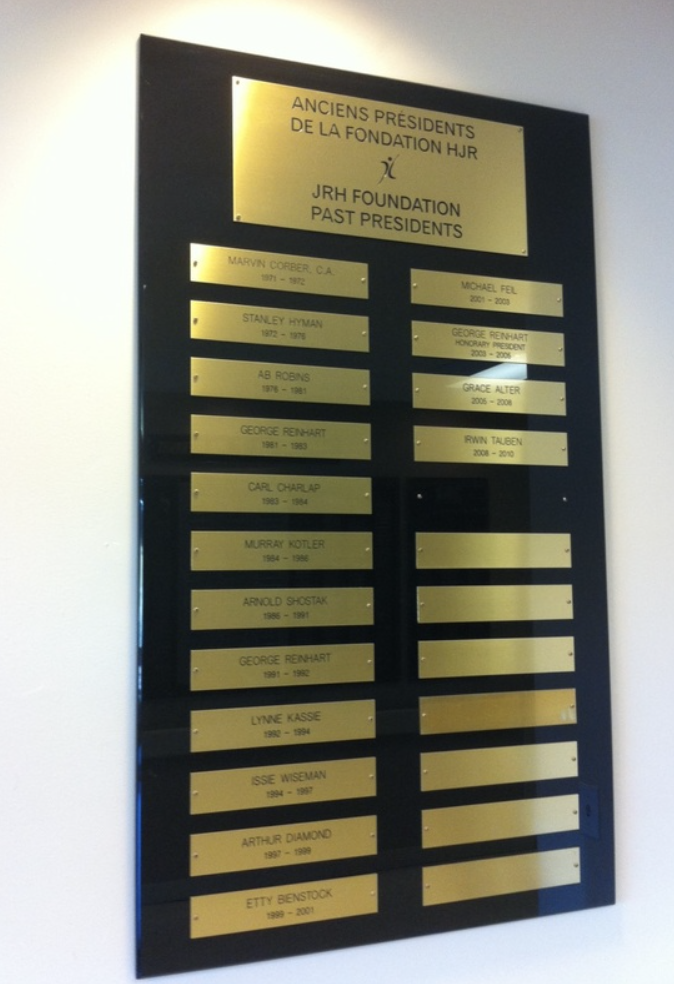 ANCIENS PRÉSIDENTS
DE LA FONDATION HJR
JRH FOUNDATION
PAST PRESIDENTS
MARVIN CORBER, C.A.
1971 - 1972
STANLEY HYMAN
1972 - 1976
AB ROBINS
1976 - 1981
GEORGE REINHART
1981 - 1983
CARL CHARLAP
1983 - 1984
MURRAY KOTLER
1984 - 1986
ARNOLD SHOSTAK
1986 - 1991
GEORGE REINHART
1991 - 1992
LYNNE KASSIE
1992 - 1994
ISSIE WISEMAN
1994 - 1997
ARTHUR DIAMOND
1997 - 1999
ETTY BIENSTOCK
1999 - 2001
MICHAEL FEIL
2001 - 2003
GEORGE REINHART
HONORARY PRESIDENT
2003 - 2005
GRACE ALTER
2005 - 2008
IRWIN TAUBEN
2008 - 2010